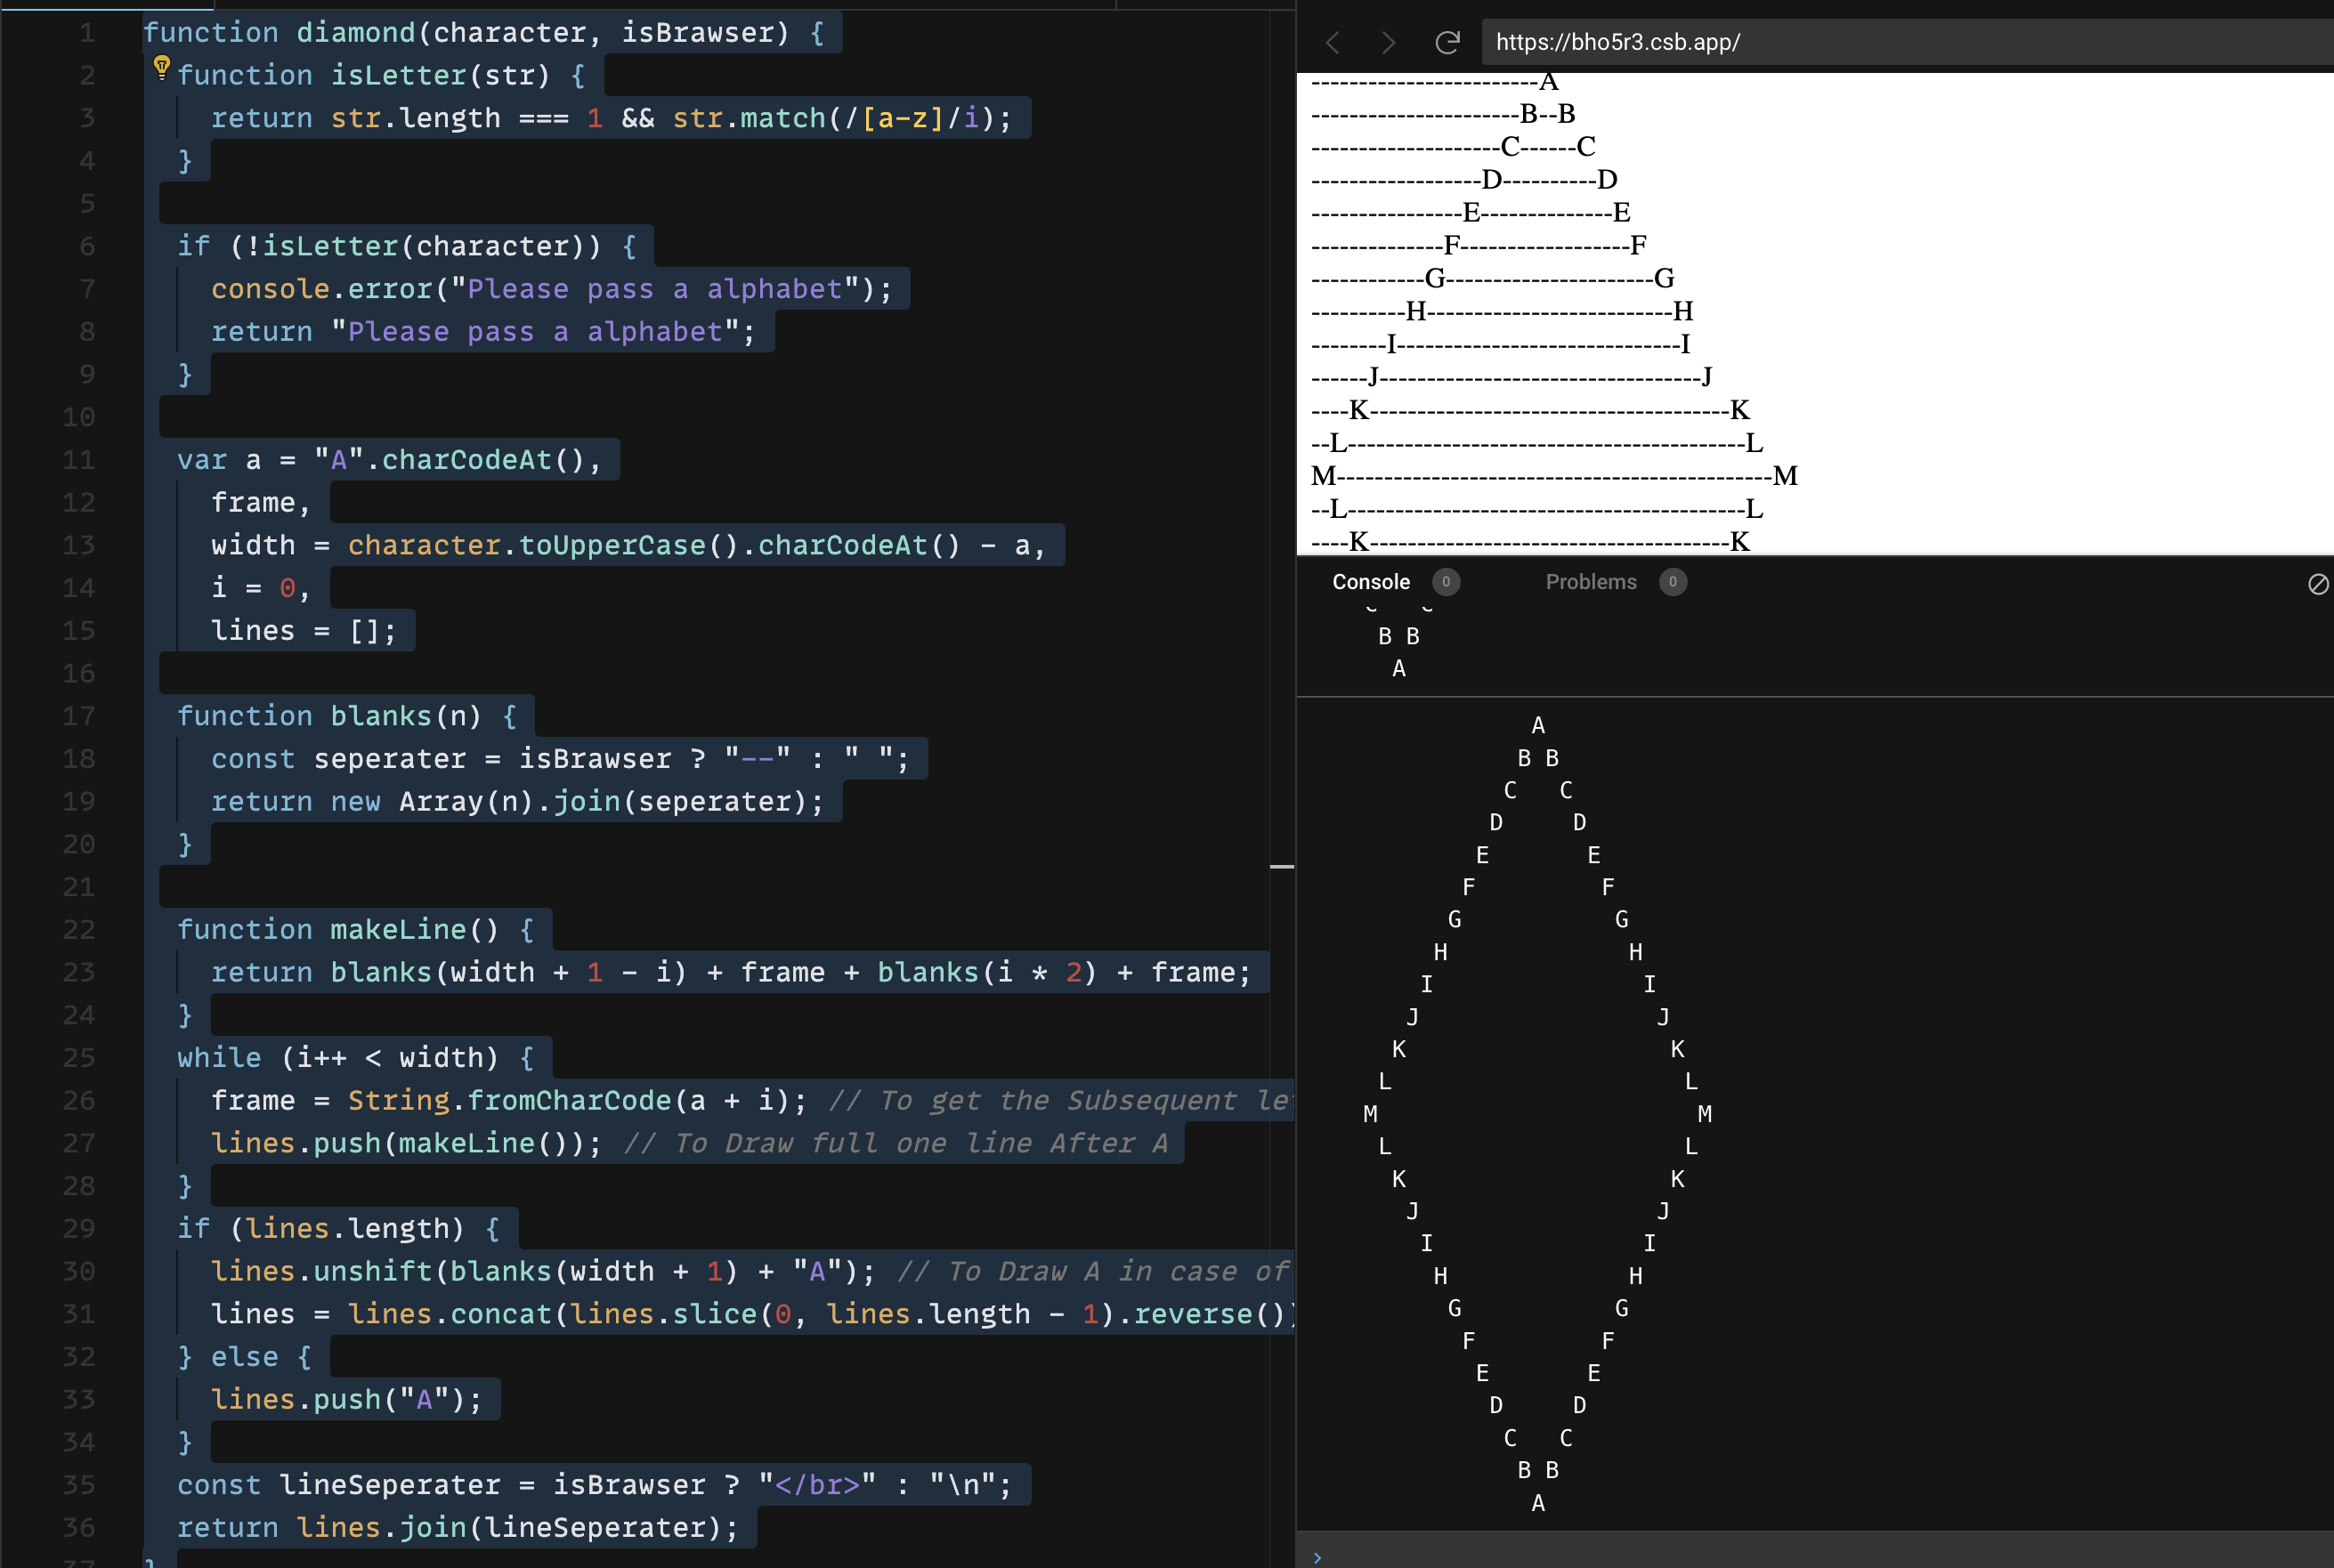 1 function diamond(character, isBrawser) {
2   function isLetter(str) {
3     return str.length === 1 && str.match(/[a-z]/i);
4   }
5
6   if (!isLetter(character)) {
7     console.error("Please pass a alphabet");
8     return "Please pass a alphabet";
9   }
10
11   var a = "A".charCodeAt(),
12     frame,
13     width = character.toUpperCase().charCodeAt() - a,
14     i = 0,
15     lines = [];
16
17   function blanks(n) {
18     const seperater = isBrawser ? "--" : " ";
19     return new Array(n).join(seperater);
20   }
21
22   function makeLine() {
23     return blanks(width + 1 - i) + frame + blanks(i * 2) + frame;
24   }
25   while (i++ < width) {
26     frame = String.fromCharCode(a + i); // To get the Subsequent
27     lines.push(makeLine()); // To Draw full one line After A
28   }
29   if (lines.length) {
30     lines.unshift(blanks(width + 1) + "A"); // To Draw A in case of
31     lines = lines.concat(lines.slice(0, lines.length - 1).reverse()
32   } else {
33     lines.push("A");
34   }
35   const lineSeperater = isBrawser ? "</br>" : "\n";
36   return lines.join(lineSeperater);
37 }
https://bho5r3.csb.app/
------------------------A
----------------------B--B
--------------------C------C
------------------D----------D
----------------E--------------E
--------------F------------------F
------------G----------------------G
----------H--------------------------H
--------I------------------------------I
------J----------------------------------J
----K--------------------------------------K
--L------------------------------------------L
M----------------------------------------------M
--L------------------------------------------L
----K--------------------------------------K
Console 0 Problems 0
C   C
B B
A
            A
           B B
          C   C
         D     D
        E       E
       F         F
      G           G
     H             H
    I               I
   J                 J
  K                   K
 L                     L
M                       M
 L                     L
  K                   K
   J                 J
    I               I
     H             H
      G           G
       F         F
        E       E
         D     D
          C   C
           B B
            A